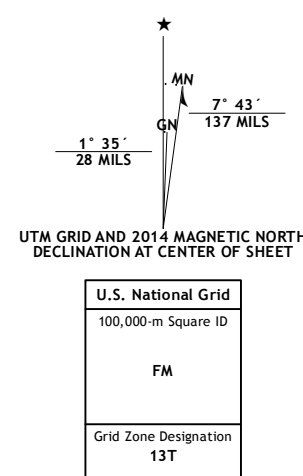 ★
MN
7° 43´
137 MILS
GN
1° 35´
28 MILS
UTM GRID AND 2014 MAGNETIC NORTH
DECLINATION AT CENTER OF SHEET
U.S. National Grid
100,000-m Square ID
FM
Grid Zone Designation
13T